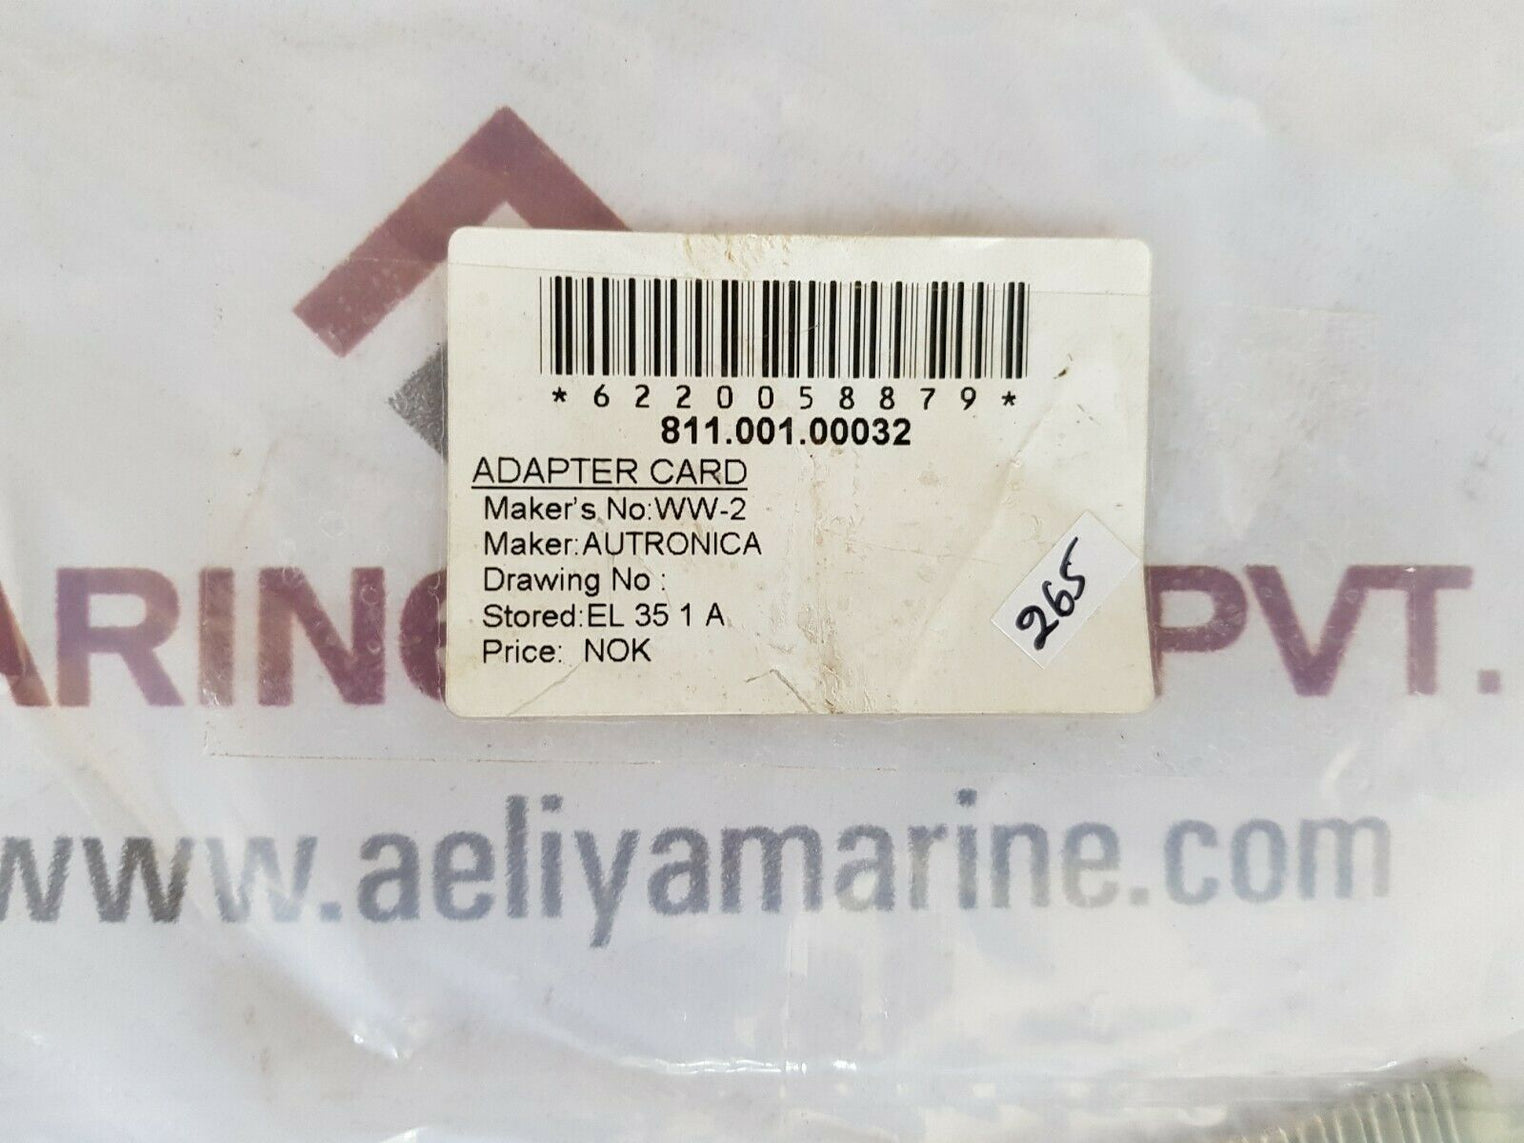 *6220058879*
811.001.00032
ADAPTER CARD
Maker's No:WW-2
Maker:AUTRONICA
Drawing No :
Stored:EL 35 1 A
Price: NOK
265
PVT.
www.aeliyamarine.com